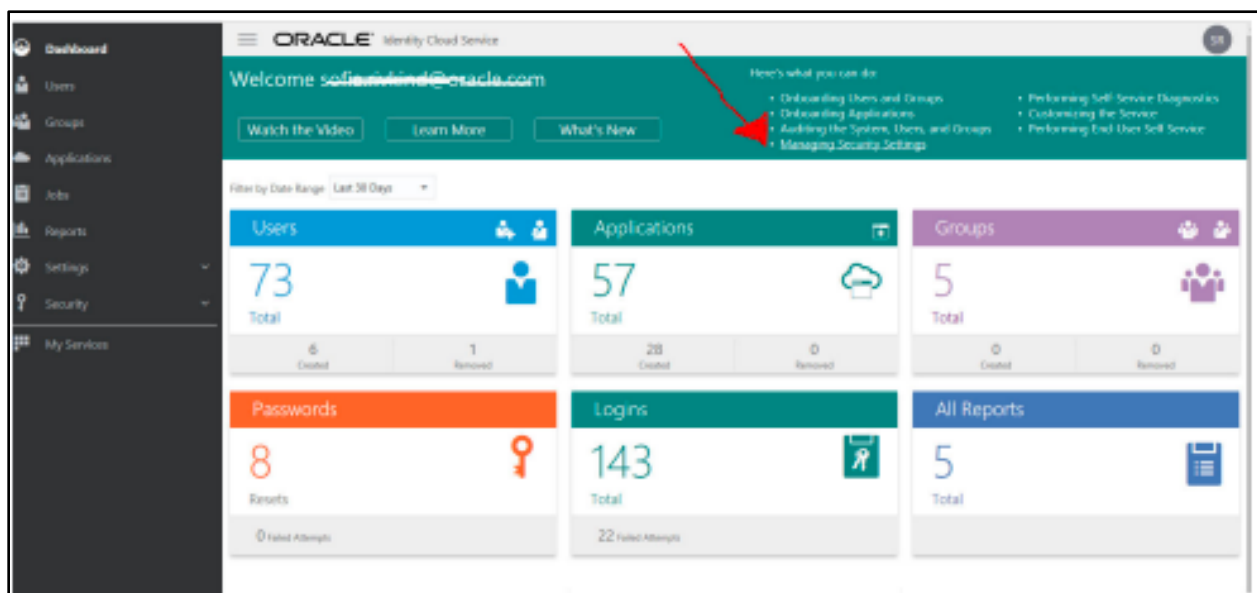 Dashboard
Users
Groups
Applications
Jobs
Reports
Settings
Security
My Services
ORACLE Identity Cloud Service
SR
Welcome
Watch the Video
Learn More
What's New
Here's what you can do:
• Onboarding Users and Groups
• Onboarding Applications
• Auditing the System, Users, and Groups
• Managing Security Settings
• Performing Self-Service Diagnostics
• Customizing the Service
• Performing End User Self Service
Filter by Date Range Last 30 Days
Users
73
Total
6
Created
1
Removed
Applications
57
Total
28
Created
0
Removed
Groups
5
Total
0
Created
0
Removed
Passwords
8
Resets
0 Failed Attempts
Logins
143
Total
22 Failed Attempts
All Reports
5
Total